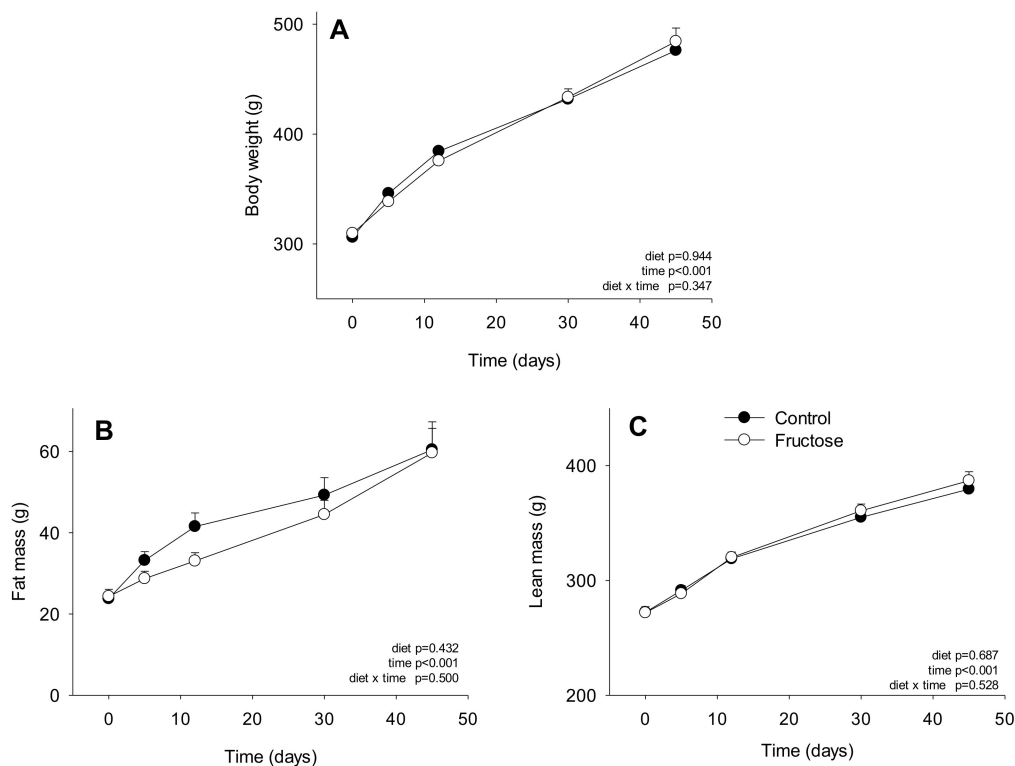 A
500
400
300
Body weight (g)
diet p=0.944
time p<0.001
diet x time p=0.347
0 10 20 30 40 50
Time (days)
B
60
40
20
0
Fat mass (g)
diet p=0.432
time p<0.001
diet x time p=0.500
0 10 20 30 40 50
Time (days)
C
Control
Fructose
400
300
200
Lean mass (g)
diet p=0.687
time p<0.001
diet x time p=0.528
0 10 20 30 40 50
Time (days)